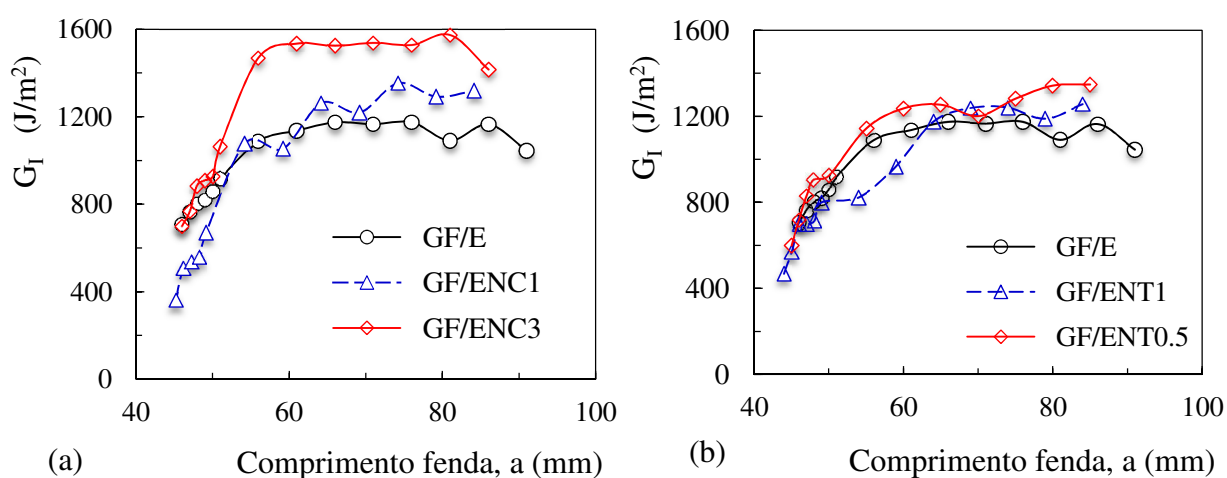 1600
1200
800
400
0
G_I (J/m²)
GF/E
GF/ENC1
GF/ENC3
40 60 80 100
(a) Comprimento fenda, a (mm)
1600
1200
800
400
0
G_I (J/m²)
GF/E
GF/ENT1
GF/ENT0.5
40 60 80 100
(b) Comprimento fenda, a (mm)